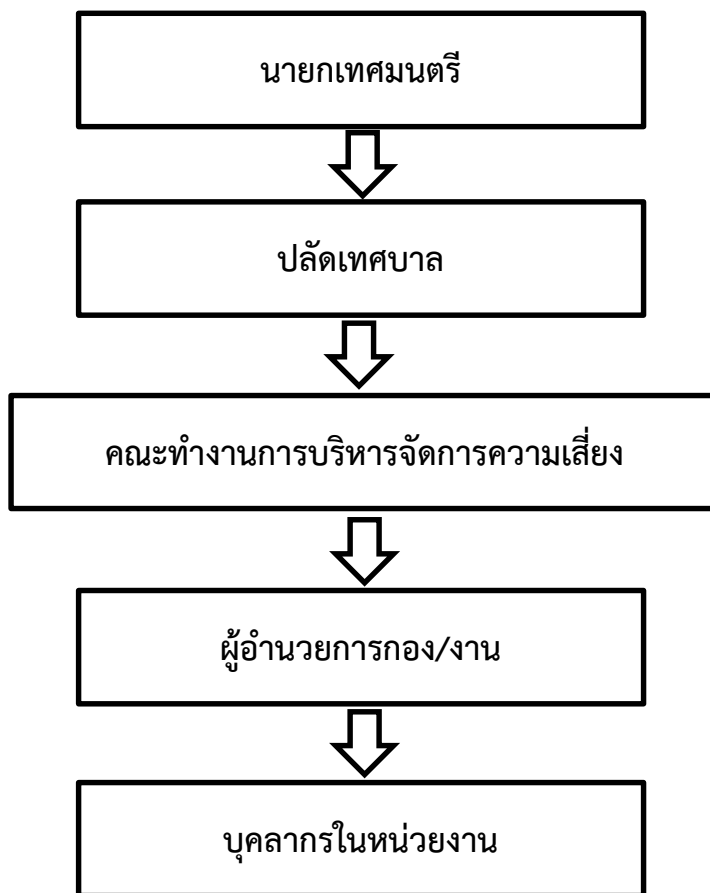 นายกเทศมนตรี
ปลัดเทศบาล
คณะทำงานการบริหารจัดการความเสี่ยง
ผู้อำนวยการกอง/งาน
บุคลากรในหน่วยงาน